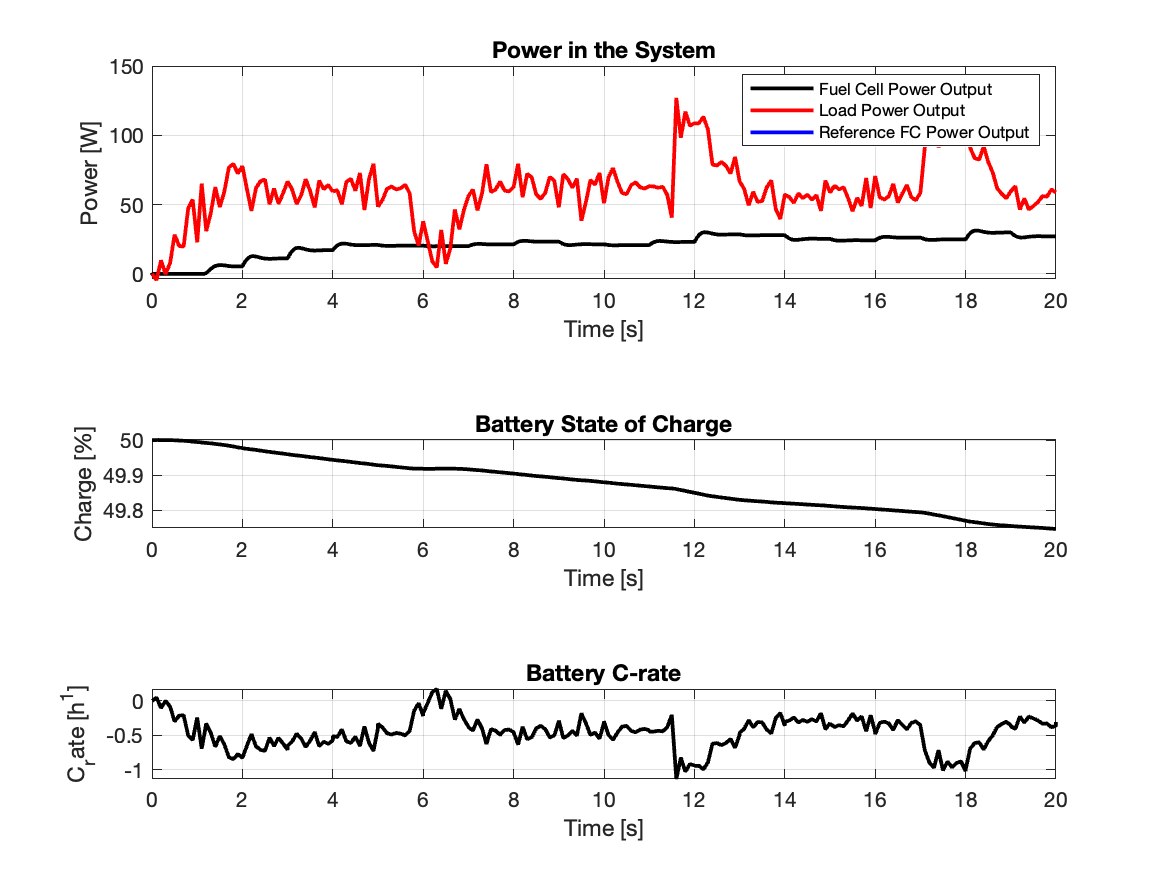 Power in the System
150
100
50
0
Power [W]
Fuel Cell Power Output
Load Power Output
Reference FC Power Output
0 2 4 6 8 10 12 14 16 18 20
Time [s]
Battery State of Charge
50
49.9
49.8
Charge [%]
0 2 4 6 8 10 12 14 16 18 20
Time [s]
Battery C-rate
0
-0.5
-1
C_rate [h^1]
0 2 4 6 8 10 12 14 16 18 20
Time [s]